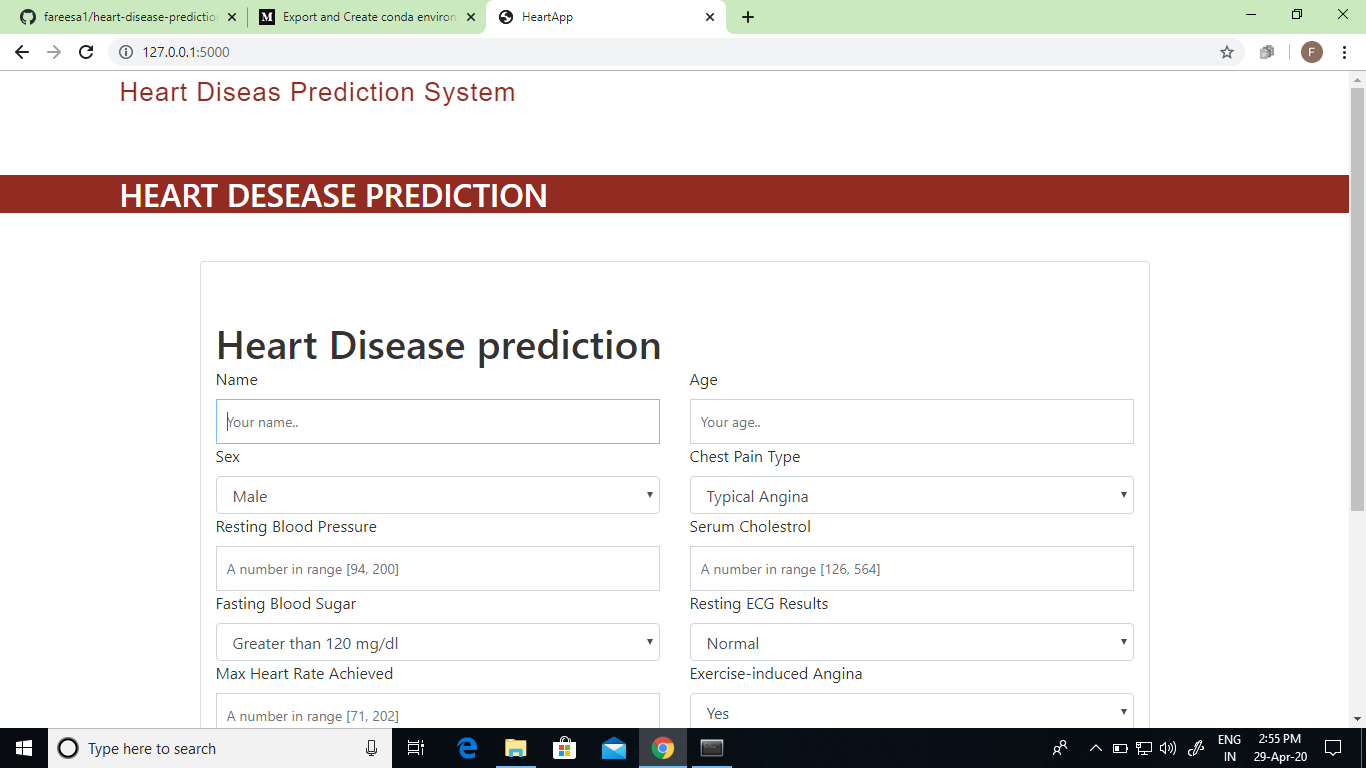 fareesa1/heart-disease-prediction
Export and Create conda environ
HeartApp
127.0.0.1:5000
F
Heart Diseas Prediction System
HEART DESEASE PREDICTION
Heart Disease prediction
Name Age
Your name.. Your age..
Sex Chest Pain Type
Male Typical Angina
Resting Blood Pressure Serum Cholestrol
A number in range [94, 200] A number in range [126, 564]
Fasting Blood Sugar Resting ECG Results
Greater than 120 mg/dl Normal
Max Heart Rate Achieved Exercise-induced Angina
A number in range [71, 202] Yes
Type here to search
ENG 2:55 PM
IN 29-Apr-20